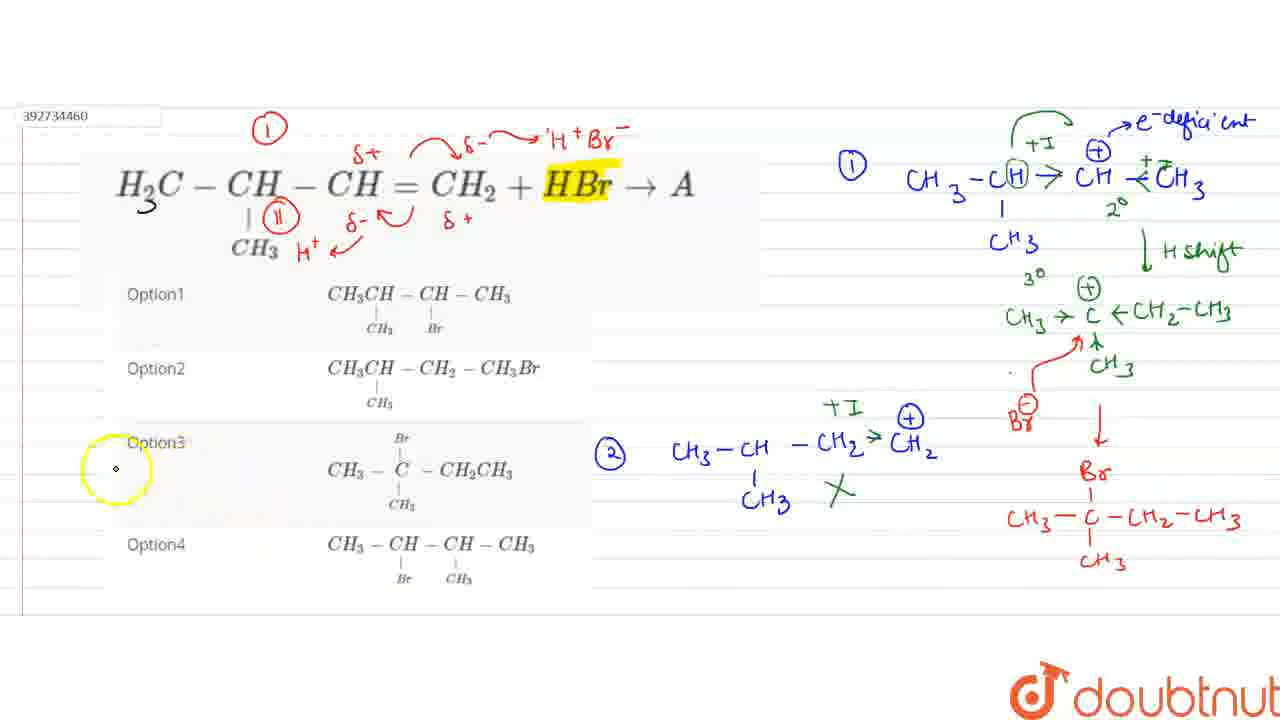 392734460
①
δ+ δ- H⁺ Br⁻
H₃C − CH − CH = CH₂ + HBr → A
|
CH₃
② δ- δ+
H⁺
Option1 CH₃CH − CH − CH₃
| |
CH₃ Br
Option2 CH₃CH − CH₂ − CH₃Br
|
CH₃
Option3 Br
|
CH₃ − C − CH₂CH₃
|
CH₃
Option4 CH₃ − CH − CH − CH₃
| |
Br CH₃
① +I ⊕ → e⁻deficient
CH₃ − CH → CH ← CH₃ +I
|
CH₃ 2°
↓ H shift
3° ⊕
CH₃ → C ← CH₂−CH₃
↑
CH₃
Br⊖
↓
Br
|
CH₃ − C − CH₂ − CH₃
|
CH₃
② +I ⊕
CH₃ − CH − CH₂ → CH₂
|
CH₃ X
doubtnut